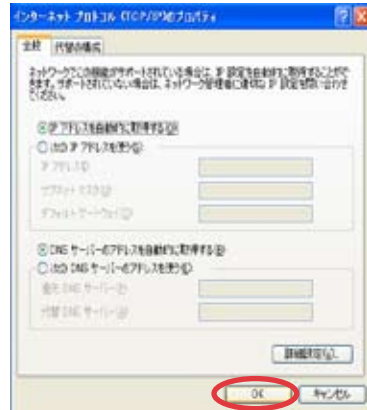 インターネット プロトコル (TCP/IP)のプロパティ
全般 代替の構成
ネットワークでこの機能がサポートされている場合は、IP 設定を自動的に取得することがで
きます。サポートされていない場合は、ネットワーク管理者に適切な IP 設定を問い合わせ
てください。
IP アドレスを自動的に取得する(O)
次の IP アドレスを使う(S):
IP アドレス(I):
サブネット マスク(U):
デフォルト ゲートウェイ(D):
DNS サーバーのアドレスを自動的に取得する(B)
次の DNS サーバーのアドレスを使う(E):
優先 DNS サーバー(P):
代替 DNS サーバー(A):
詳細設定(V)...
OK キャンセル